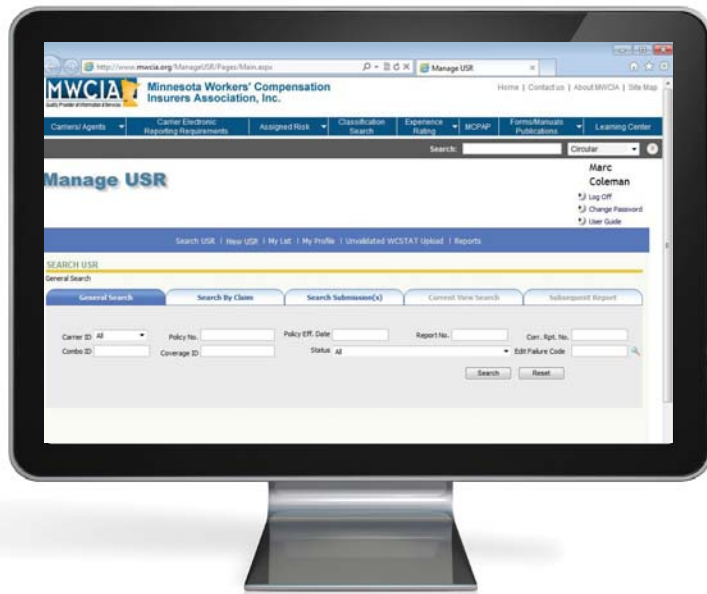 http://www.mwcia.org/ManageUSR/Pages/Main.aspx
Manage USR
MWCIA
Quality Provider of Information & Services
Minnesota Workers' Compensation
Insurers Association, Inc.
Home | Contact us | About MWCIA | Site Map
Carriers/Agents
Carrier Electronic
Reporting Requirements
Assigned Risk
Classification
Search
Experience
Rating
MCPAP
Forms/Manuals
Publications
Learning Center
Search:
Circular
Manage USR
Marc
Coleman
Log Off
Change Password
User Guide
Search USR | New USR | My List | My Profile | Unvalidated WCSTAT Upload | Reports
SEARCH USR
General Search
General Search
Search By Claim
Search Submission(s)
Current View Search
Subsequent Report
Carrier ID All
Policy No.
Policy Eff. Date
Report No.
Corr. Rpt. No.
Combo ID
Coverage ID
Status All
Edit Failure Code
Search
Reset